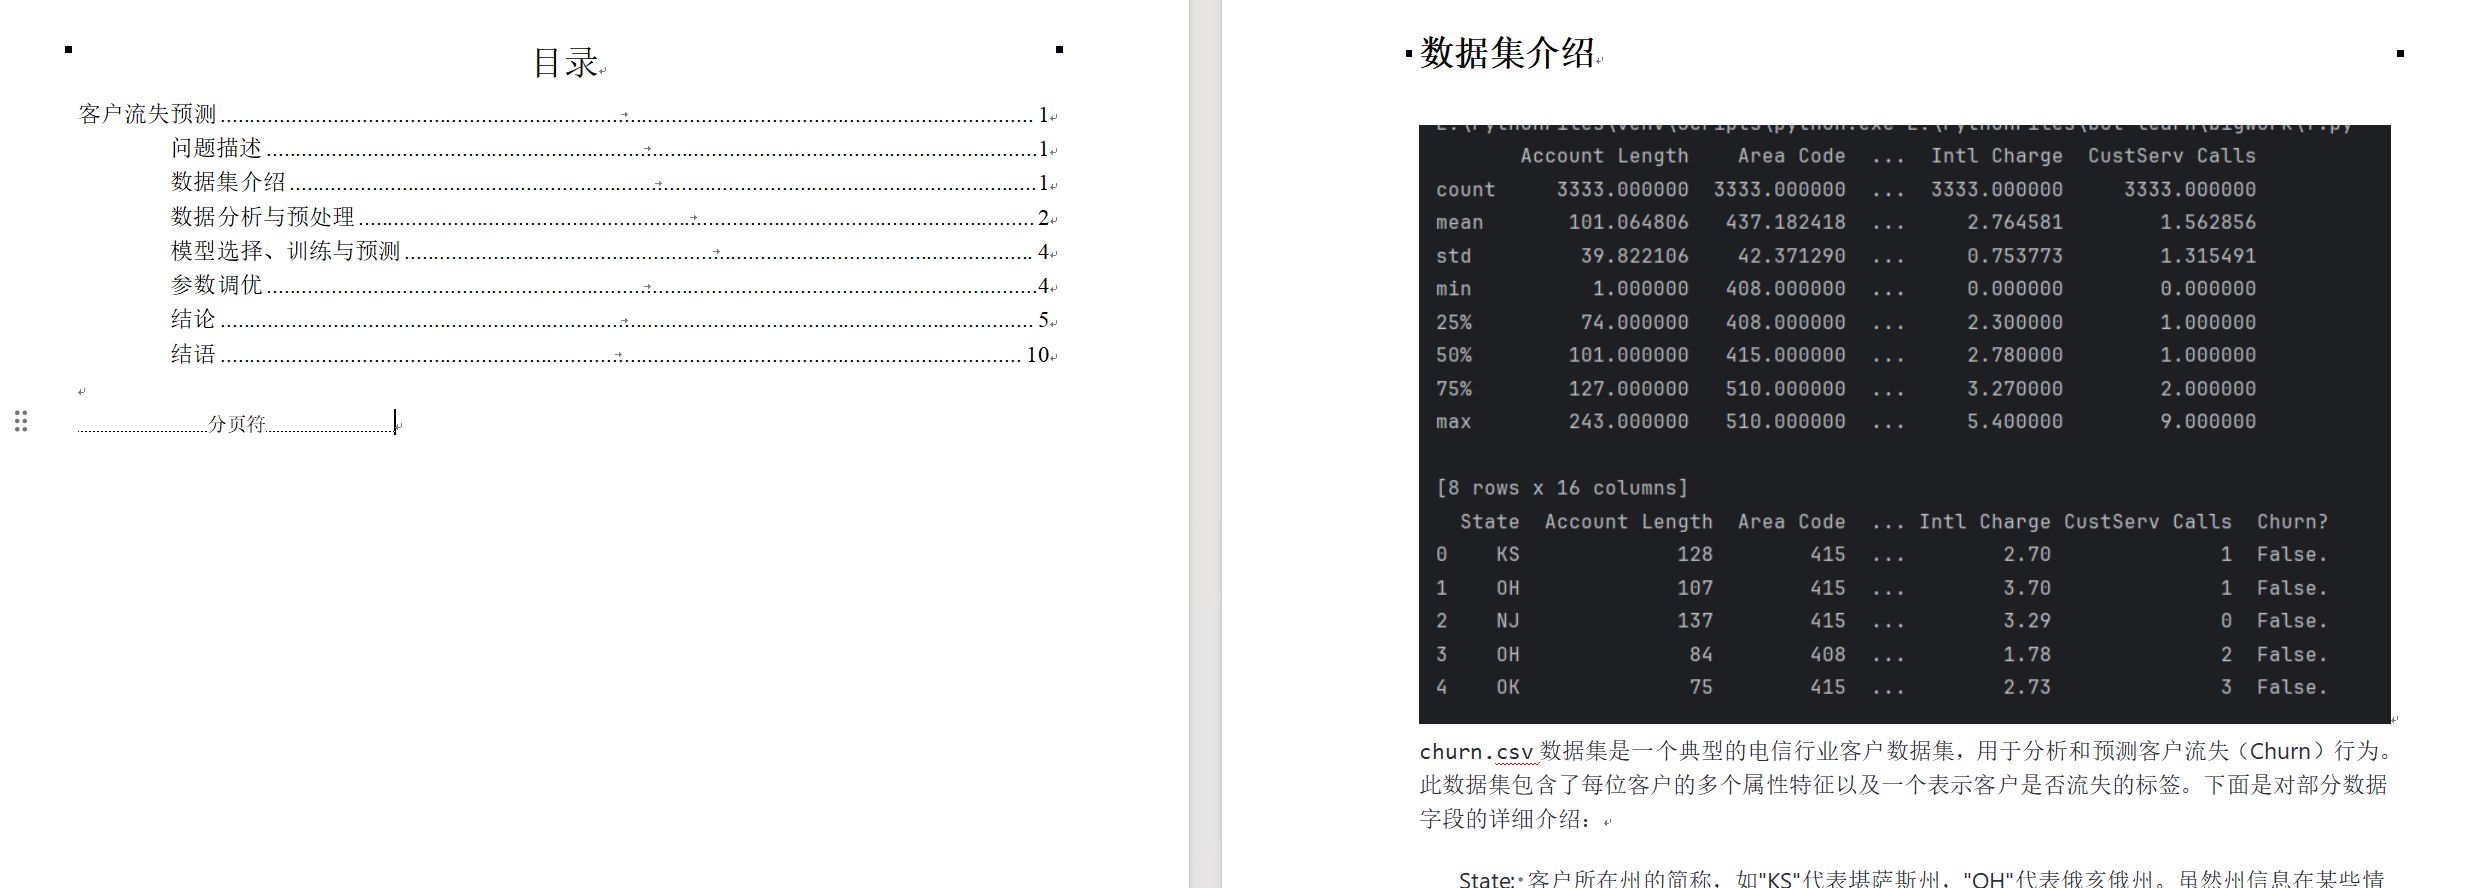 目录
客户流失预测 1
问题描述 1
数据集介绍 1
数据分析与预处理 2
模型选择、训练与预测 4
参数调优 4
结论 5
结语 10
分页符
数据集介绍
E:\PythonFiles\venv\Scripts\python.exe E:\PythonFiles\bot-learn\bigwork\f.py
Account Length Area Code ... Intl Charge CustServ Calls
count 3333.000000 3333.000000 ... 3333.000000 3333.000000
mean 101.064806 437.182418 ... 2.764581 1.562856
std 39.822106 42.371290 ... 0.753773 1.315491
min 1.000000 408.000000 ... 0.000000 0.000000
25% 74.000000 408.000000 ... 2.300000 1.000000
50% 101.000000 415.000000 ... 2.780000 1.000000
75% 127.000000 510.000000 ... 3.270000 2.000000
max 243.000000 510.000000 ... 5.400000 9.000000
[8 rows x 16 columns]
State Account Length Area Code ... Intl Charge CustServ Calls Churn?
0 KS 128 415 ... 2.70 1 False.
1 OH 107 415 ... 3.70 1 False.
2 NJ 137 415 ... 3.29 0 False.
3 OH 84 408 ... 1.78 2 False.
4 OK 75 415 ... 2.73 3 False.
churn.csv 数据集是一个典型的电信行业客户数据集，用于分析和预测客户流失（Churn）行为。
此数据集包含了每位客户的多个属性特征以及一个表示客户是否流失的标签。下面是对部分数据
字段的详细介绍：
State: 客户所在州的简称，如"KS"代表堪萨斯州，"OH"代表俄亥俄州。虽然州信息在某些情